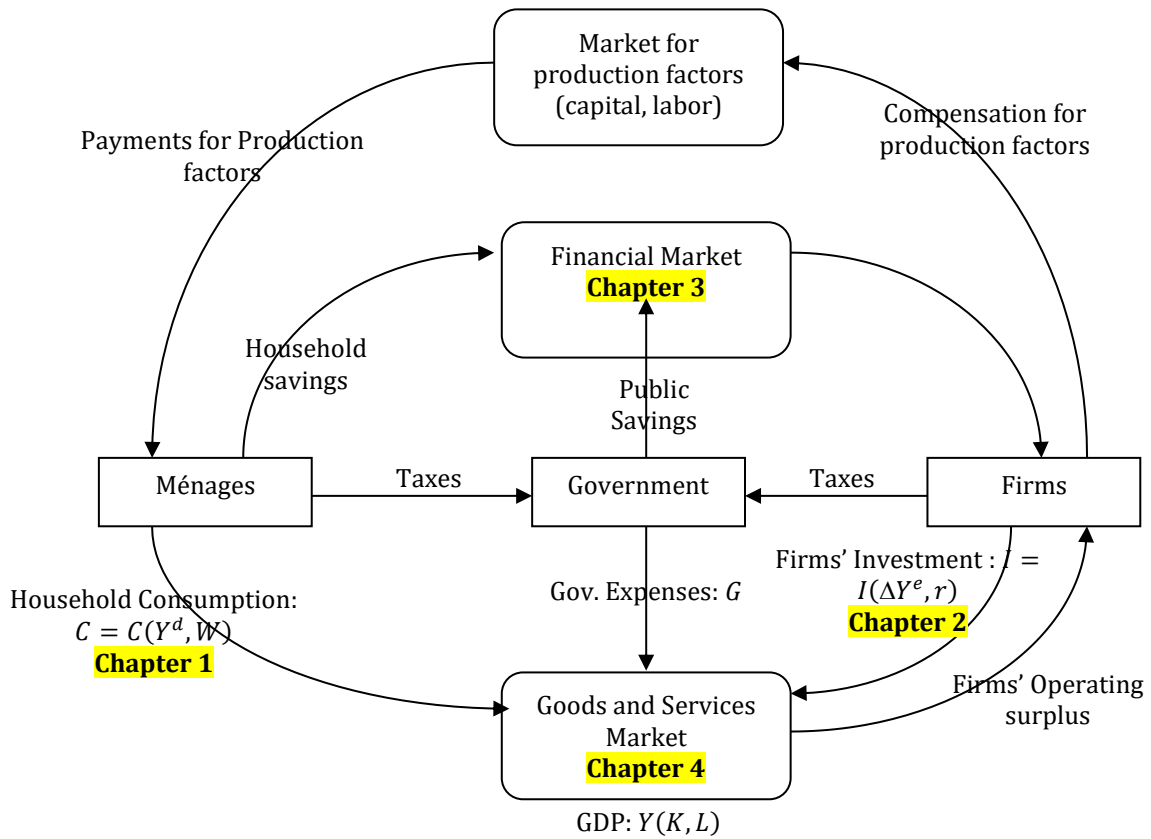 Market for
production factors
(capital, labor)
Payments for Production
factors
Compensation for
production factors
Financial Market
Chapter 3
Household
savings
Public
Savings
Ménages
Taxes
Government
Taxes
Firms
Household Consumption:
C = C(Y^d, W)
Chapter 1
Gov. Expenses: G
Firms’ Investment : I =
I(ΔY^e, r)
Chapter 2
Goods and Services
Market
Chapter 4
Firms’ Operating
surplus
GDP: Y(K, L)